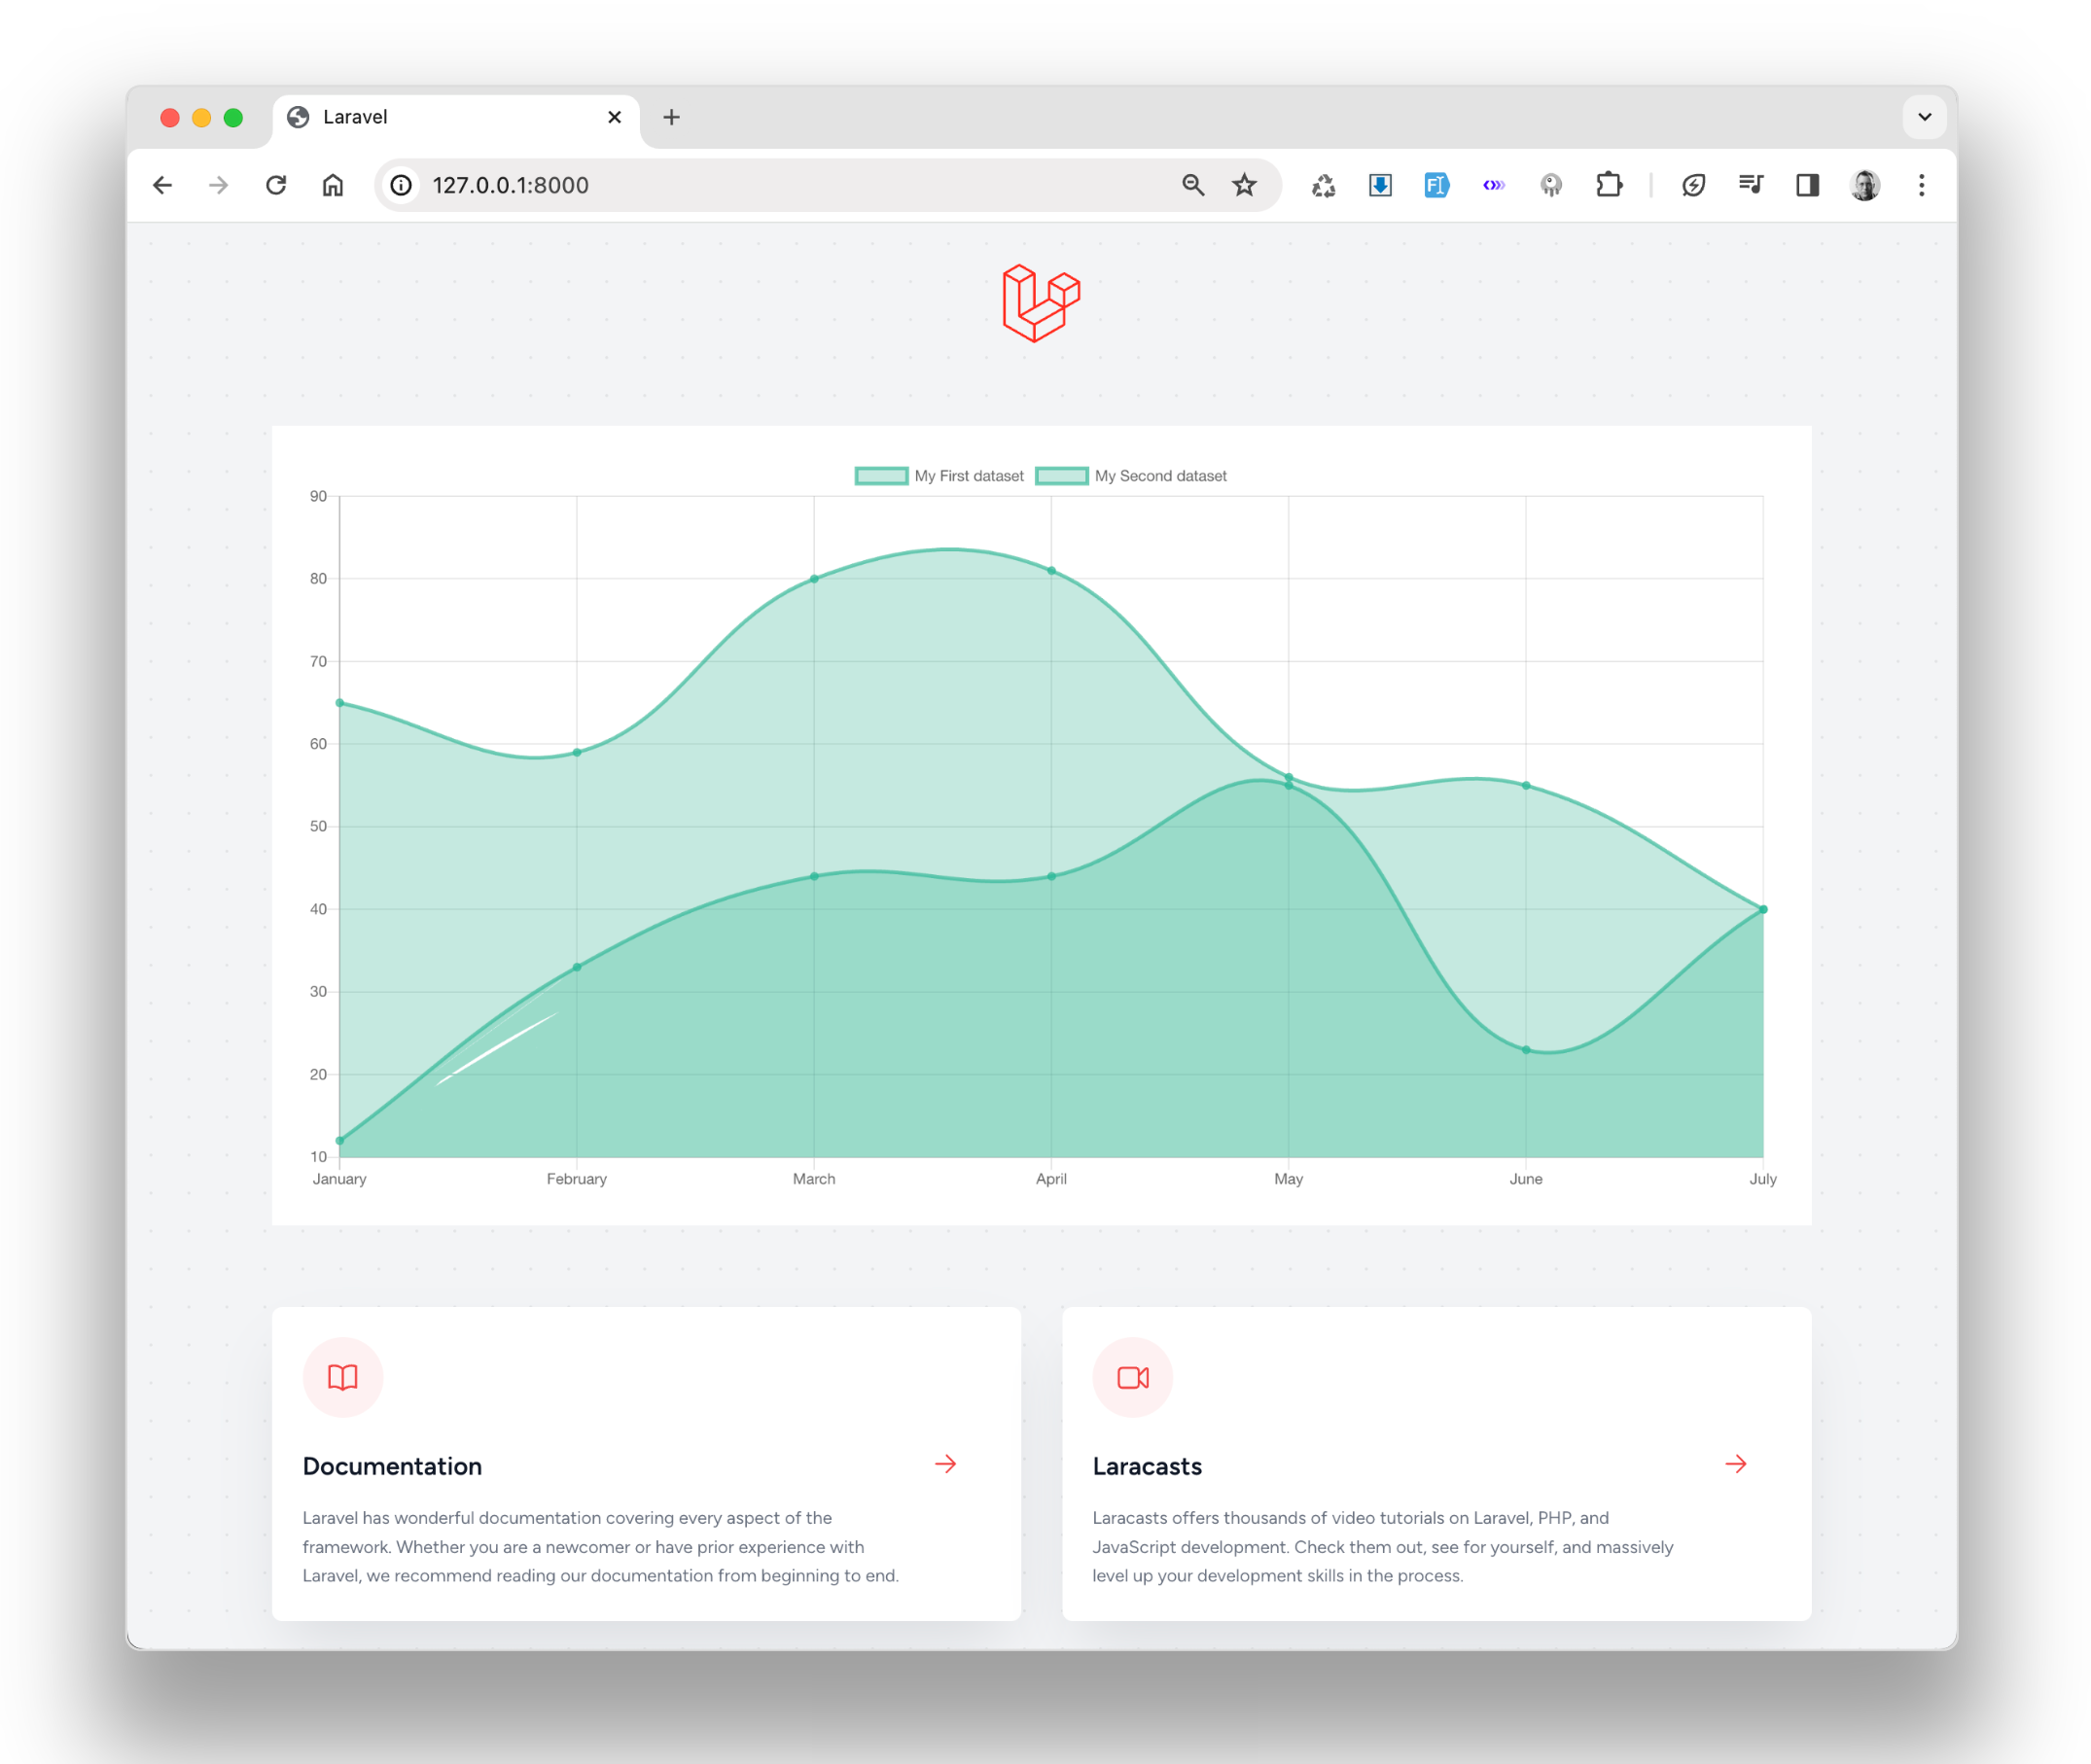 Laravel
127.0.0.1:8000
My First dataset My Second dataset
90
80
70
60
50
40
30
20
10
January February March April May June July
Documentation
Laravel has wonderful documentation covering every aspect of the
framework. Whether you are a newcomer or have prior experience with
Laravel, we recommend reading our documentation from beginning to end.
Laracasts
Laracasts offers thousands of video tutorials on Laravel, PHP, and
JavaScript development. Check them out, see for yourself, and massively
level up your development skills in the process.